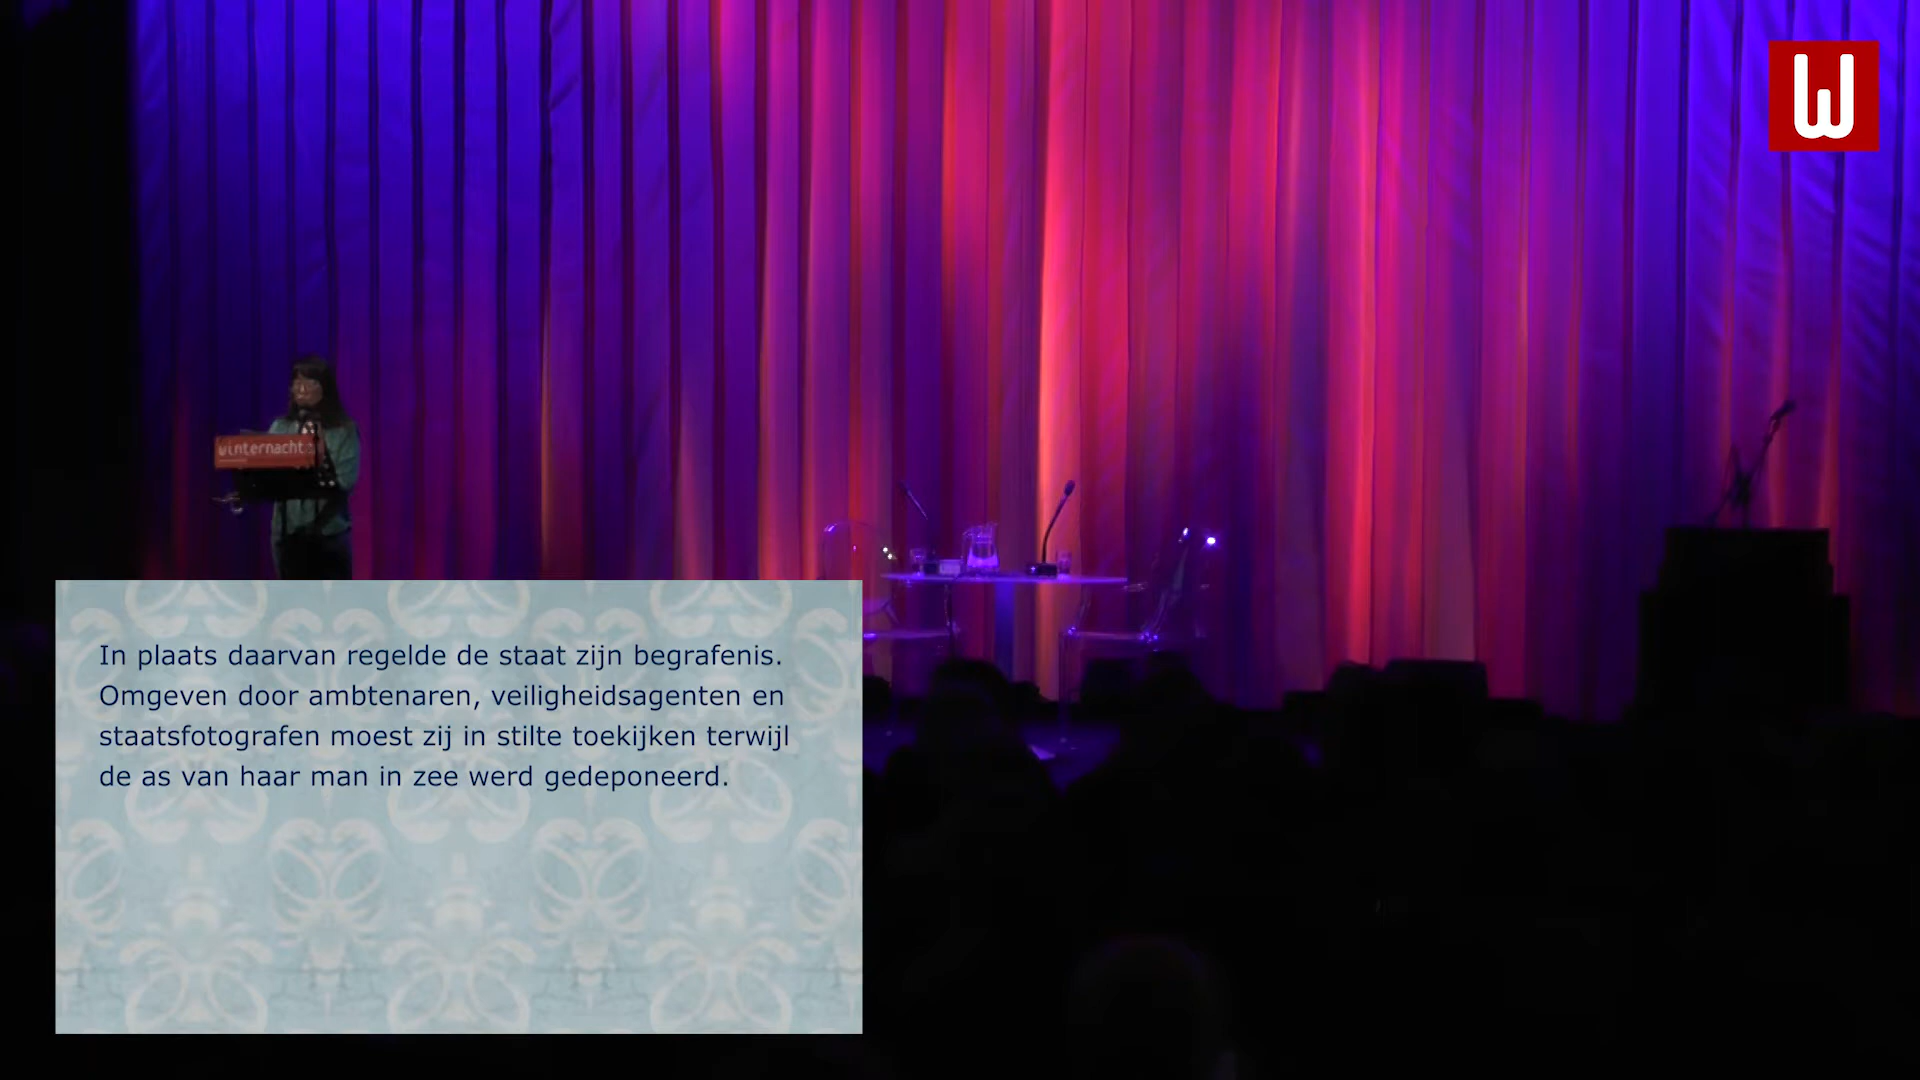 W
winternacht
In plaats daarvan regelde de staat zijn begrafenis.
Omgeven door ambtenaren, veiligheidsagenten en
staatsfotografen moest zij in stilte toekijken terwijl
de as van haar man in zee werd gedeponeerd.